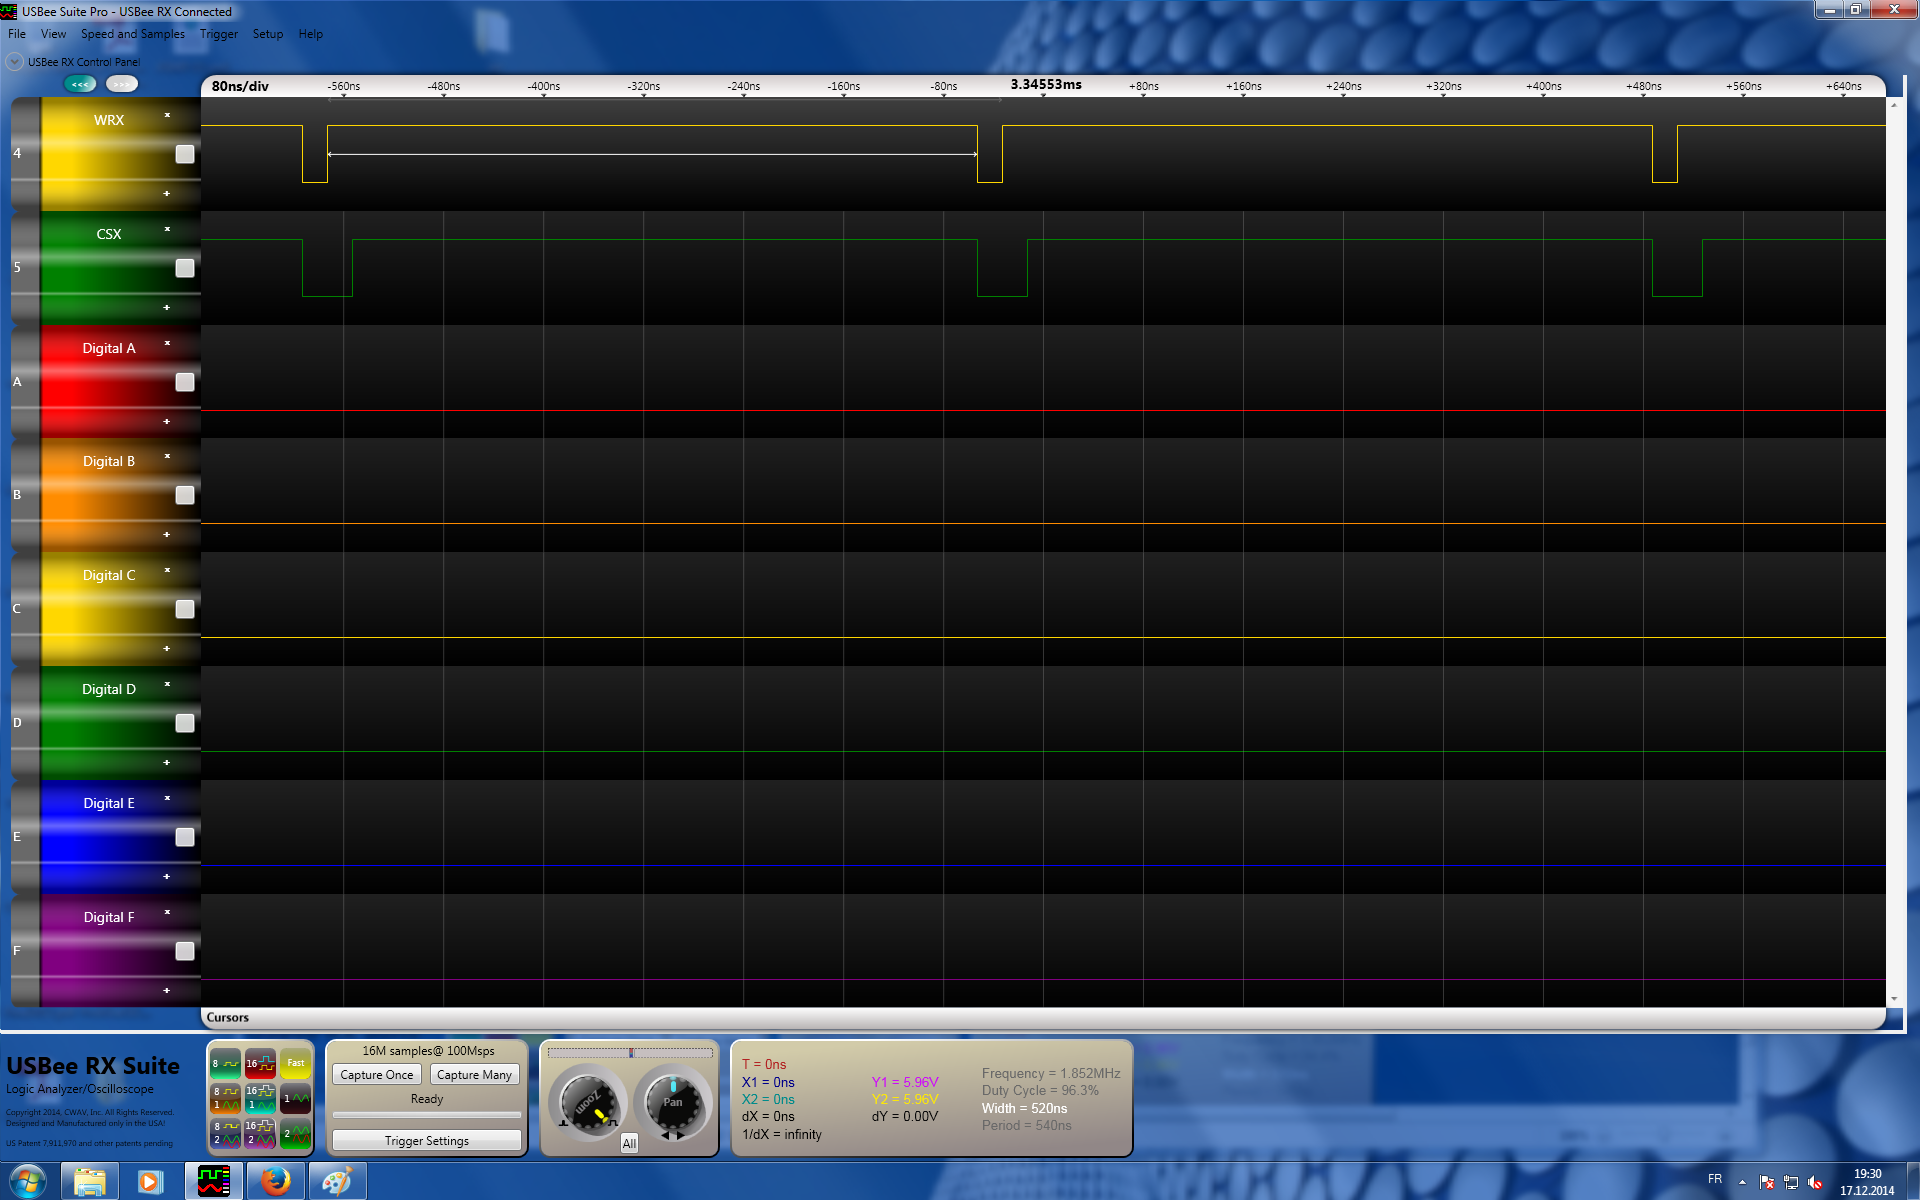 USBee Suite Pro - USBee RX Connected
File View Speed and Samples Trigger Setup Help
USBee RX Control Panel
<<< >>>
80ns/div -560ns -480ns -400ns -320ns -240ns -160ns -80ns 3.34553ms +80ns +160ns +240ns +320ns +400ns +480ns +560ns +640ns
WRX x
4
+
CSX x
5
+
Digital A x
A
+
Digital B x
B
+
Digital C x
C
+
Digital D x
D
+
Digital E x
E
+
Digital F x
F
+
Cursors
USBee RX Suite
Logic Analyzer/Oscilloscope
Copyright 2014, CWAV, Inc. All Rights Reserved.
Designed and Manufactured only in the USA!
US Patent 7,911,970 and other patents pending
8 16 Fast
8 16 1
1 1
8 16 2
2 2
16M samples@ 100Msps
Capture Once Capture Many
Ready
Trigger Settings
Zoom Pan
All
T = 0ns
X1 = 0ns Y1 = 5.96V
X2 = 0ns Y2 = 5.96V
dX = 0ns dY = 0.00V
1/dX = infinity
Frequency = 1.852MHz
Duty Cycle = 96.3%
Width = 520ns
Period = 540ns
FR 19:30
17.12.2014